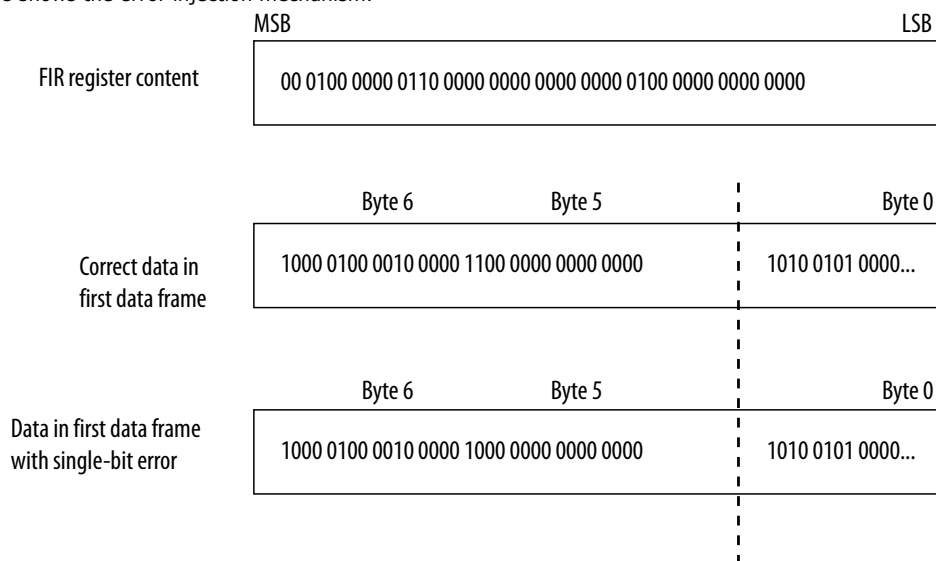 MSB LSB
FIR register content 00 0100 0000 0110 0000 0000 0000 0000 0100 0000 0000 0000
Byte 6 Byte 5 Byte 0
Correct data in
first data frame
1000 0100 0010 0000 1100 0000 0000 0000 1010 0101 0000...
Byte 6 Byte 5 Byte 0
Data in first data frame
with single-bit error
1000 0100 0010 0000 1000 0000 0000 0000 1010 0101 0000...